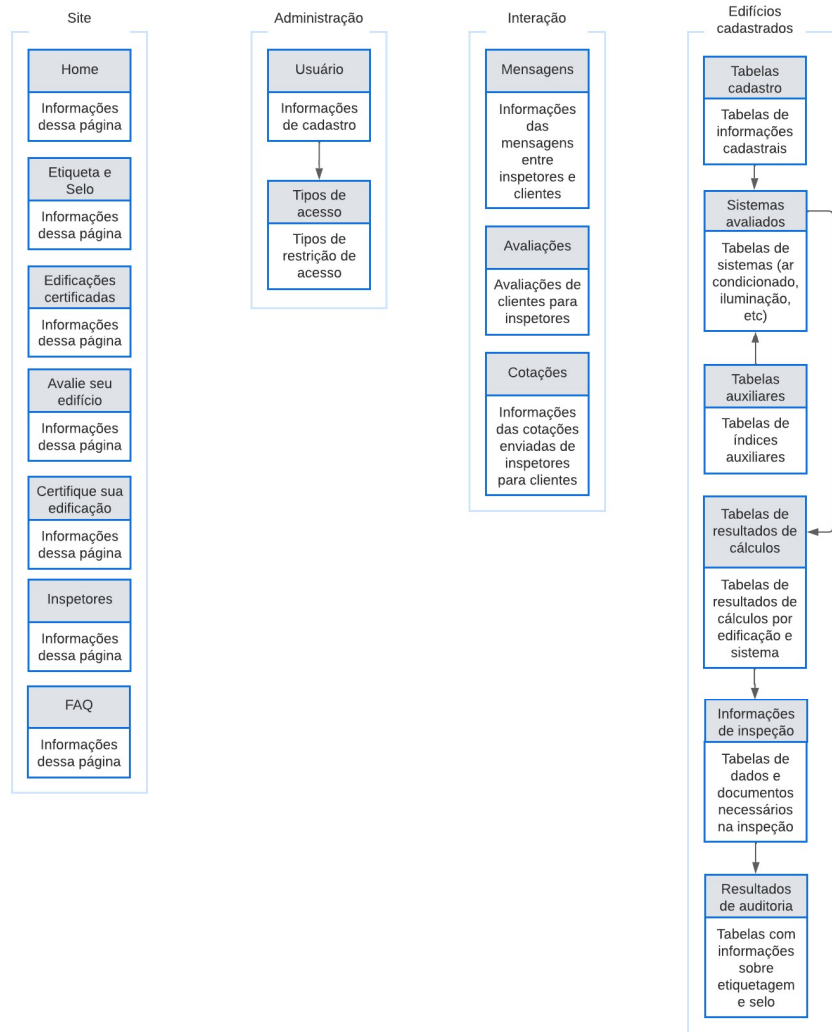 Site
Home
Informações
dessa página
Etiqueta e
Selo
Informações
dessa página
Edificações
certificadas
Informações
dessa página
Avalie seu
edifício
Informações
dessa página
Certifique sua
edificação
Informações
dessa página
Inspetores
Informações
dessa página
FAQ
Informações
dessa página
Administração
Usuário
Informações
de cadastro
Tipos de
acesso
Tipos de
restrição de
acesso
Interação
Mensagens
Informações
das
mensagens
entre
inspetores e
clientes
Avaliações
Avaliações de
clientes para
inspetores
Cotações
Informações
das cotações
enviadas de
inspetores
para clientes
Edifícios
cadastrados
Tabelas
cadastro
Tabelas de
informações
cadastrais
Sistemas
avaliados
Tabelas de
sistemas (ar
condicionado,
iluminação,
etc)
Tabelas
auxiliares
Tabelas de
índices
auxiliares
Tabelas de
resultados de
cálculos
Tabelas de
resultados de
cálculos por
edificação e
sistema
Informações
de inspeção
Tabelas de
dados e
documentos
necessários
na inspeção
Resultados
de auditoria
Tabelas com
informações
sobre
etiquetagem
e selo